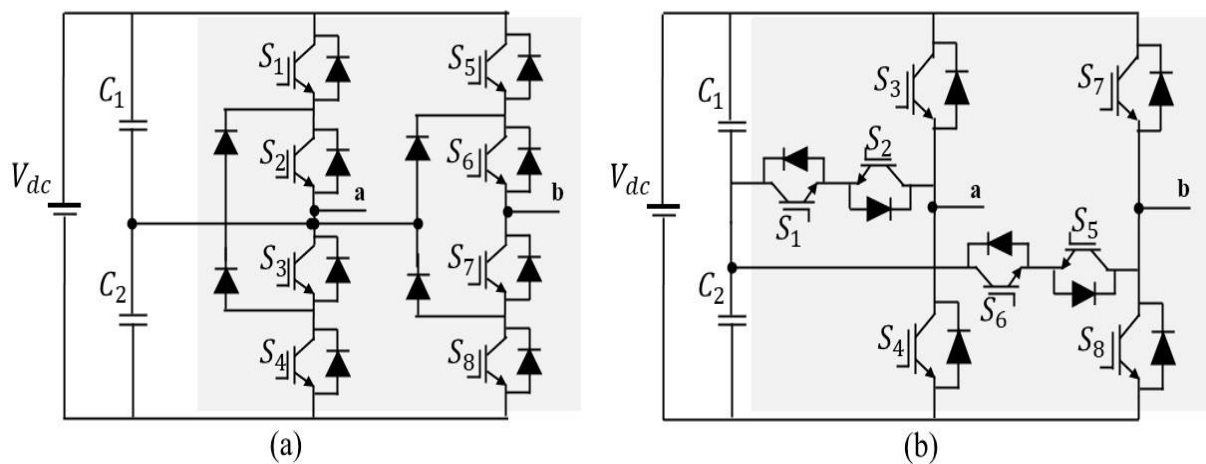 V_dc
C_1
C_2
S_1
S_2
a
S_3
S_4
S_5
S_6
b
S_7
S_8
(a)
V_dc
C_1
C_2
S_1
S_2
S_3
a
S_4
S_5
S_6
S_7
b
S_8
(b)